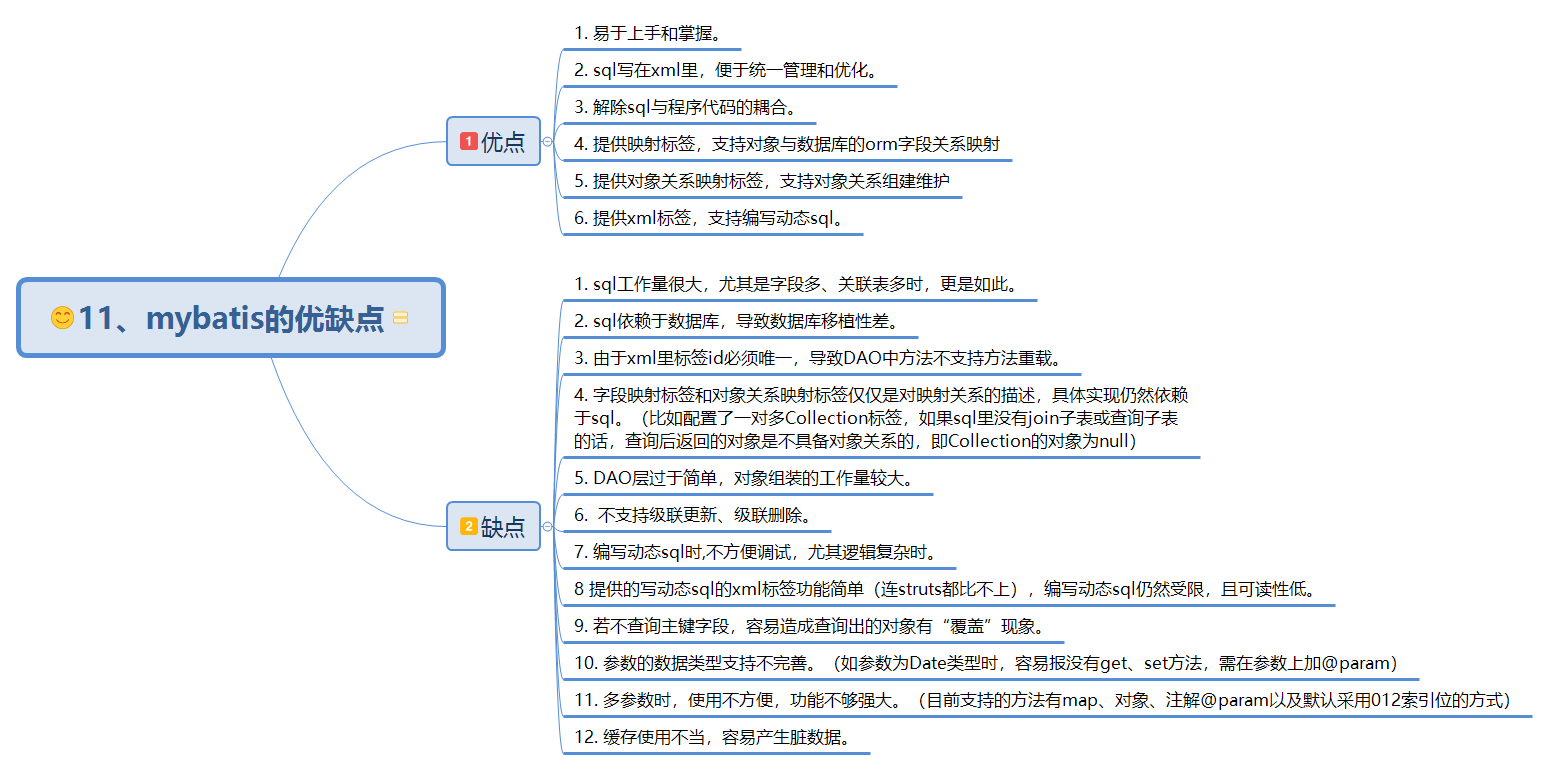 11、mybatis的优缺点
1 优点
1. 易于上手和掌握。
2. sql写在xml里，便于统一管理和优化。
3. 解除sql与程序代码的耦合。
4. 提供映射标签，支持对象与数据库的orm字段关系映射
5. 提供对象关系映射标签，支持对象关系组建维护
6. 提供xml标签，支持编写动态sql。
2 缺点
1. sql工作量很大，尤其是字段多、关联表多时，更是如此。
2. sql依赖于数据库，导致数据库移植性差。
3. 由于xml里标签id必须唯一，导致DAO中方法不支持方法重载。
4. 字段映射标签和对象关系映射标签仅仅是对映射关系的描述，具体实现仍然依赖
于sql。（比如配置了一对多Collection标签，如果sql里没有join子表或查询子表
的话，查询后返回的对象是不具备对象关系的，即Collection的对象为null）
5. DAO层过于简单，对象组装的工作量较大。
6.  不支持级联更新、级联删除。
7. 编写动态sql时,不方便调试，尤其逻辑复杂时。
8 提供的写动态sql的xml标签功能简单（连struts都比不上），编写动态sql仍然受限，且可读性低。
9. 若不查询主键字段，容易造成查询出的对象有“覆盖”现象。
10. 参数的数据类型支持不完善。（如参数为Date类型时，容易报没有get、set方法，需在参数上加@param）
11. 多参数时，使用不方便，功能不够强大。（目前支持的方法有map、对象、注解@param以及默认采用012索引位的方式）
12. 缓存使用不当，容易产生脏数据。